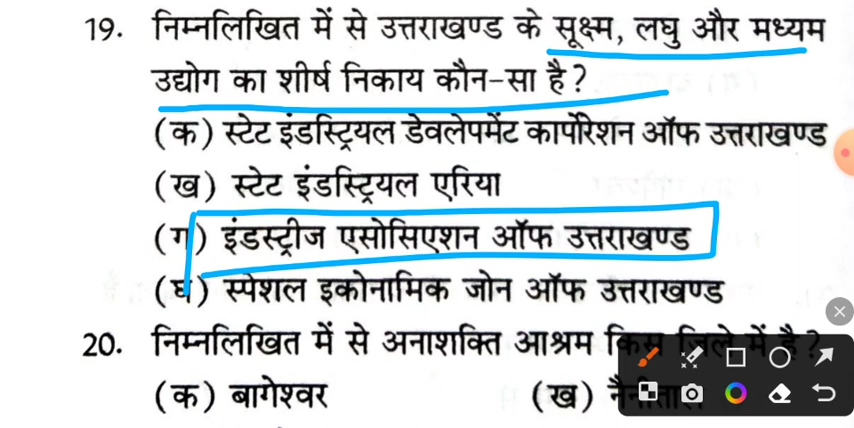 19. निम्नलिखित में से उत्तराखण्ड के सूक्ष्म, लघु और मध्यम
उद्योग का शीर्ष निकाय कौन-सा है?
(क) स्टेट इंडस्ट्रियल डेवलेपमेंट कार्पोरेशन ऑफ उत्तराखण्ड
(ख) स्टेट इंडस्ट्रियल एरिया
(ग) इंडस्ट्रीज एसोसिएशन ऑफ उत्तराखण्ड
(घ) स्पेशल इकोनामिक जोन ऑफ उत्तराखण्ड
20. निम्नलिखित में से अनाशक्ति आश्रम किस जिले में है?
(क) बागेश्वर (ख) नैनीताल